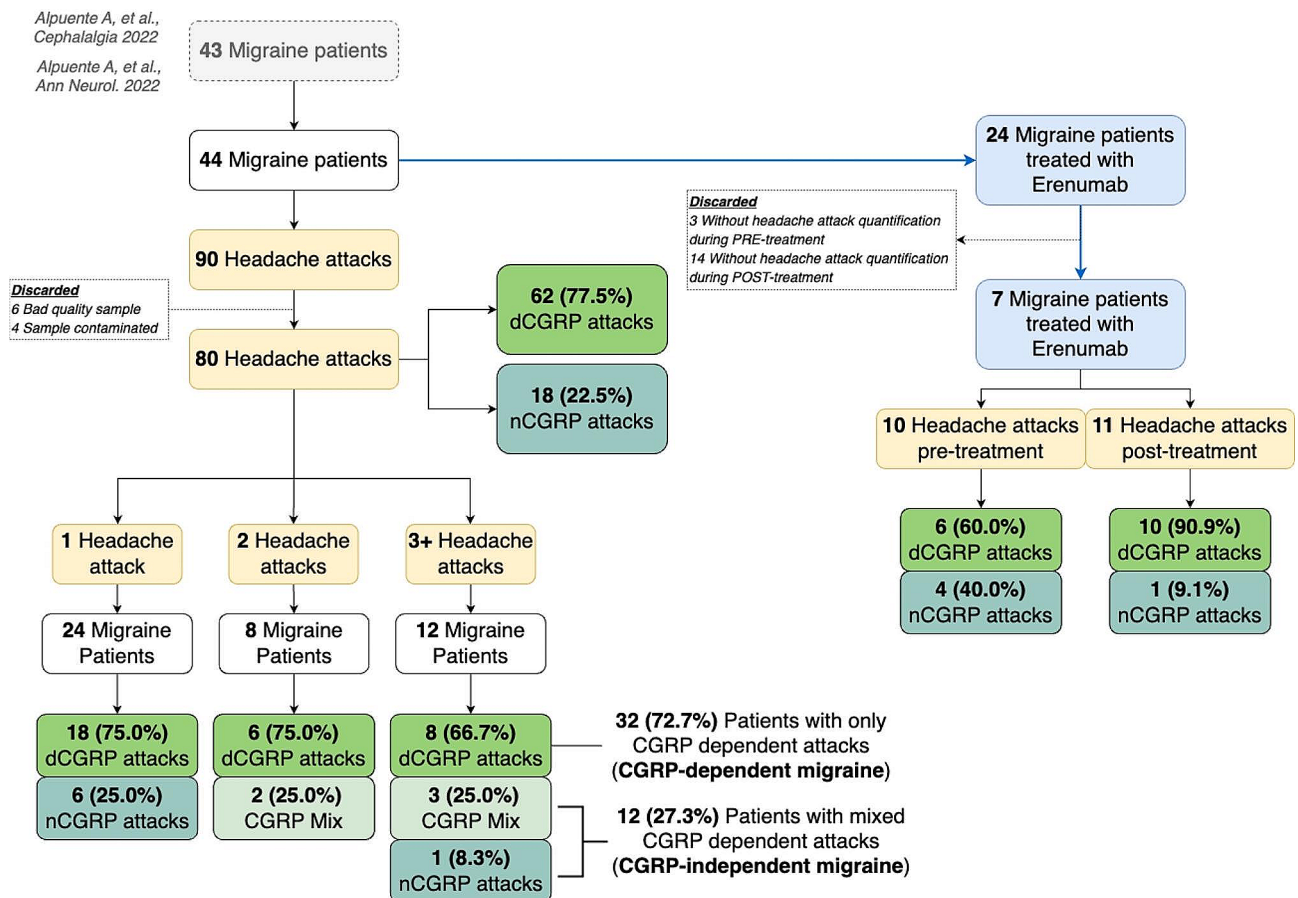 Alpuente A, et al.,
Cephalalgia 2022
Alpuente A, et al.,
Ann Neurol. 2022
43 Migraine patients
44 Migraine patients
90 Headache attacks
Discarded
6 Bad quality sample
4 Sample contaminated
80 Headache attacks
62 (77.5%)
dCGRP attacks
18 (22.5%)
nCGRP attacks
24 Migraine patients
treated with
Erenumab
Discarded
3 Without headache attack quantification
during PRE-treatment
14 Without headache attack quantification
during POST-treatment
7 Migraine patients
treated with
Erenumab
10 Headache attacks
pre-treatment
11 Headache attacks
post-treatment
6 (60.0%)
dCGRP attacks
4 (40.0%)
nCGRP attacks
10 (90.9%)
dCGRP attacks
1 (9.1%)
nCGRP attacks
1 Headache
attack
2 Headache
attacks
3+ Headache
attacks
24 Migraine
Patients
8 Migraine
Patients
12 Migraine
Patients
18 (75.0%)
dCGRP attacks
6 (25.0%)
nCGRP attacks
6 (75.0%)
dCGRP attacks
2 (25.0%)
CGRP Mix
8 (66.7%)
dCGRP attacks
3 (25.0%)
CGRP Mix
1 (8.3%)
nCGRP attacks
32 (72.7%) Patients with only
CGRP dependent attacks
(CGRP-dependent migraine)
12 (27.3%) Patients with mixed
CGRP dependent attacks
(CGRP-independent migraine)